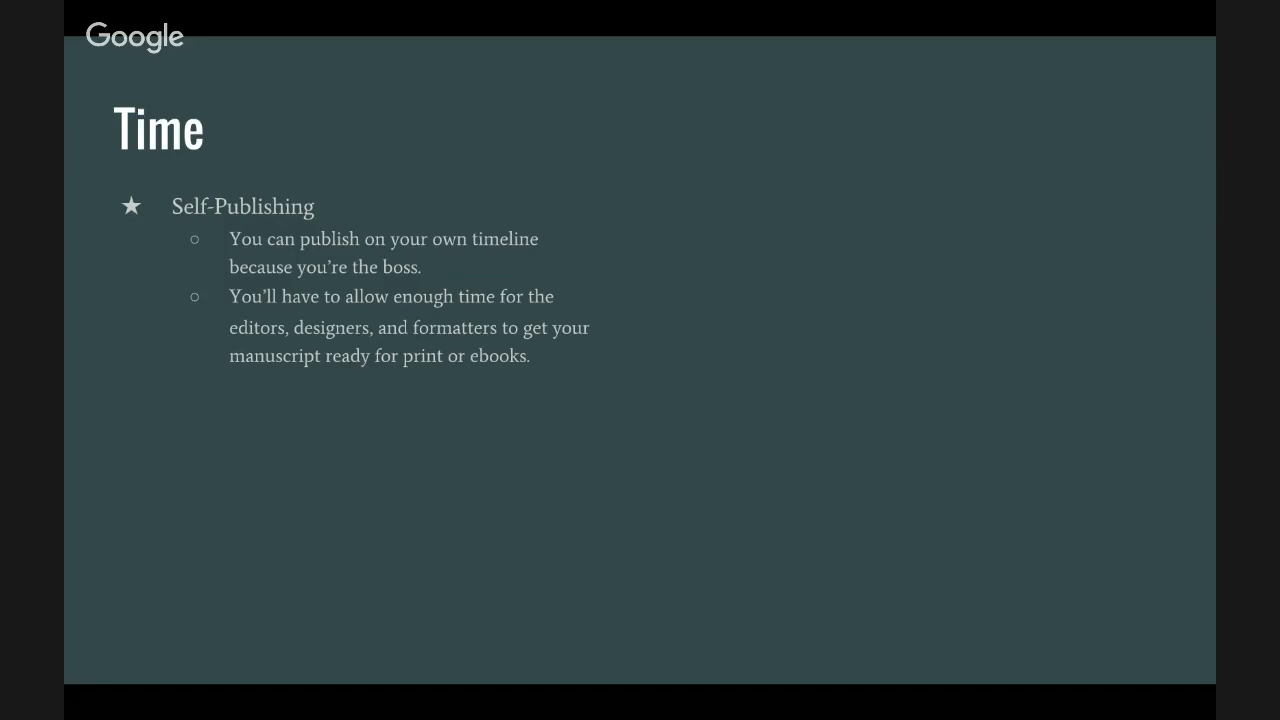 Google
Time
★ Self-Publishing
○ You can publish on your own timeline
because you’re the boss.
○ You’ll have to allow enough time for the
editors, designers, and formatters to get your
manuscript ready for print or ebooks.